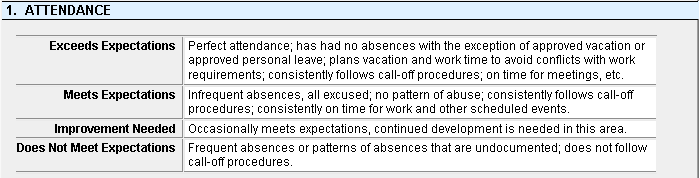 1. ATTENDANCE
Exceeds Expectations Perfect attendance; has had no absences with the exception of approved vacation or
approved personal leave; plans vacation and work time to avoid conflicts with work
requirements; consistently follows call-off procedures; on time for meetings, etc.
Meets Expectations Infrequent absences, all excused; no pattern of abuse; consistently follows call-off
procedures; consistently on time for work and other scheduled events.
Improvement Needed Occasionally meets expectations, continued development is needed in this area.
Does Not Meet Expectations Frequent absences or patterns of absences that are undocumented; does not follow
call-off procedures.